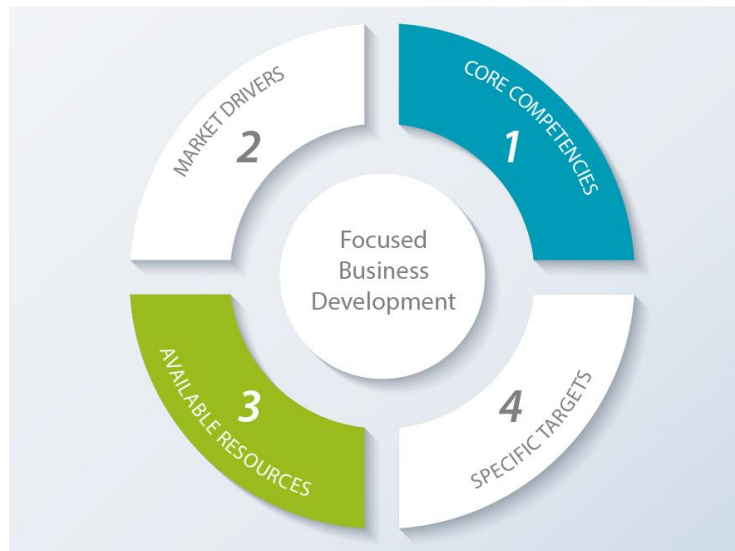 MARKET DRIVERS
2
CORE COMPETENCIES
1
Focused
Business
Development
AVAILABLE RESOURCES
3
SPECIFIC TARGETS
4